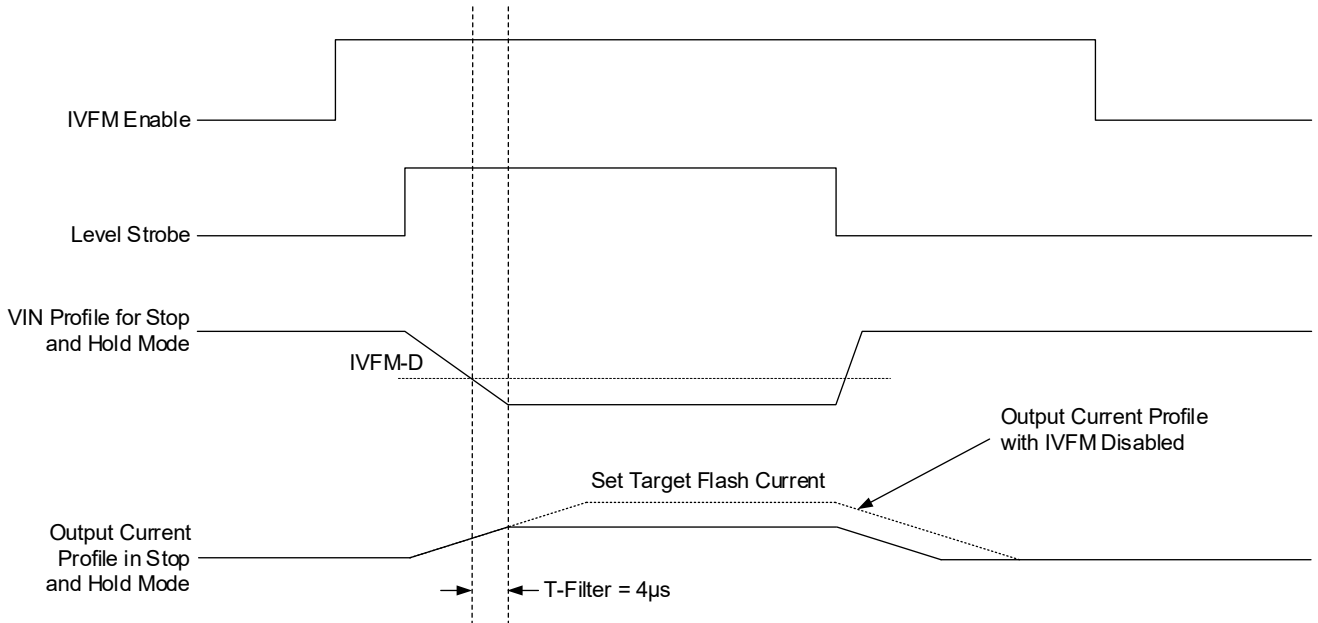 IVFM Enable
Level Strobe
VIN Profile for Stop
and Hold Mode
IVFM-D
Output Current Profile
with IVFM Disabled
Set Target Flash Current
Output Current
Profile in Stop
and Hold Mode
T-Filter = 4µs